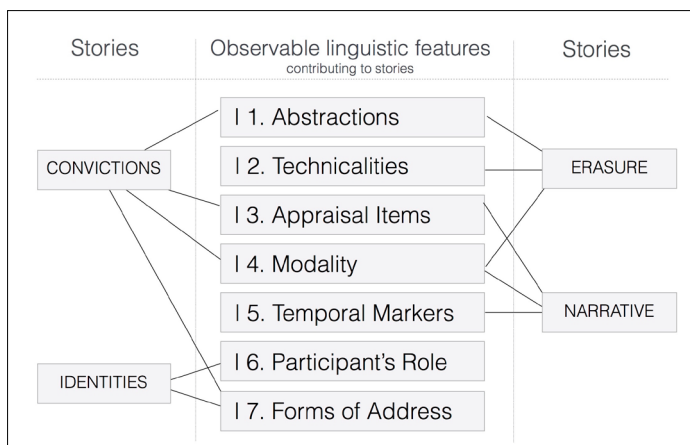 Stories
Observable linguistic features
contributing to stories
Stories
CONVICTIONS
IDENTITIES
I 1. Abstractions
I 2. Technicalities
I 3. Appraisal Items
I 4. Modality
I 5. Temporal Markers
I 6. Participant's Role
I 7. Forms of Address
ERASURE
NARRATIVE